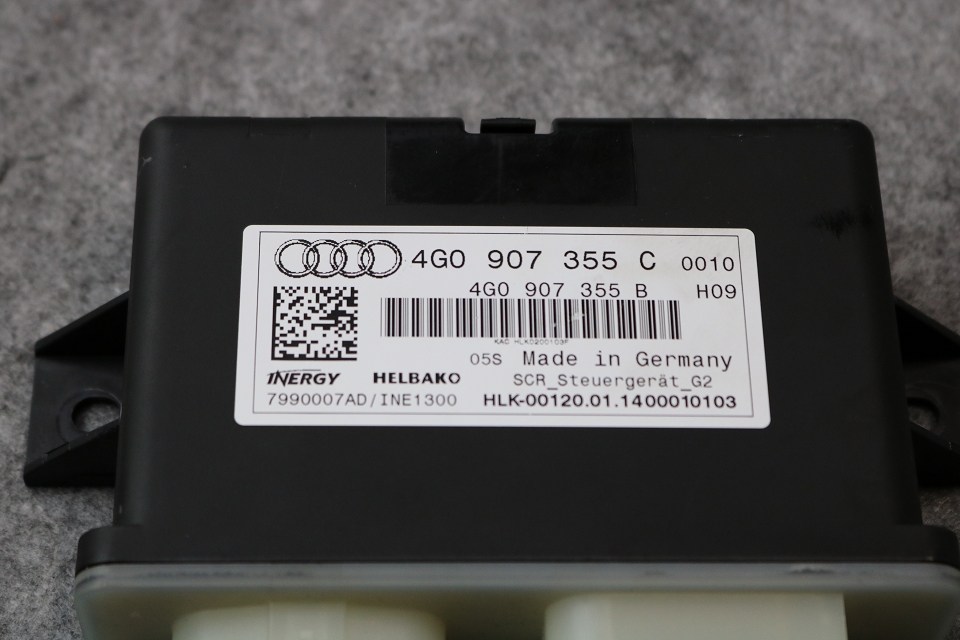 4G0 907 355 C 0010
4G0 907 355 B H09
05S Made in Germany
INERGY HELBAKO SCR_Steuergerät_G2
7990007AD/INE1300 HLK-00120.01.1400010103